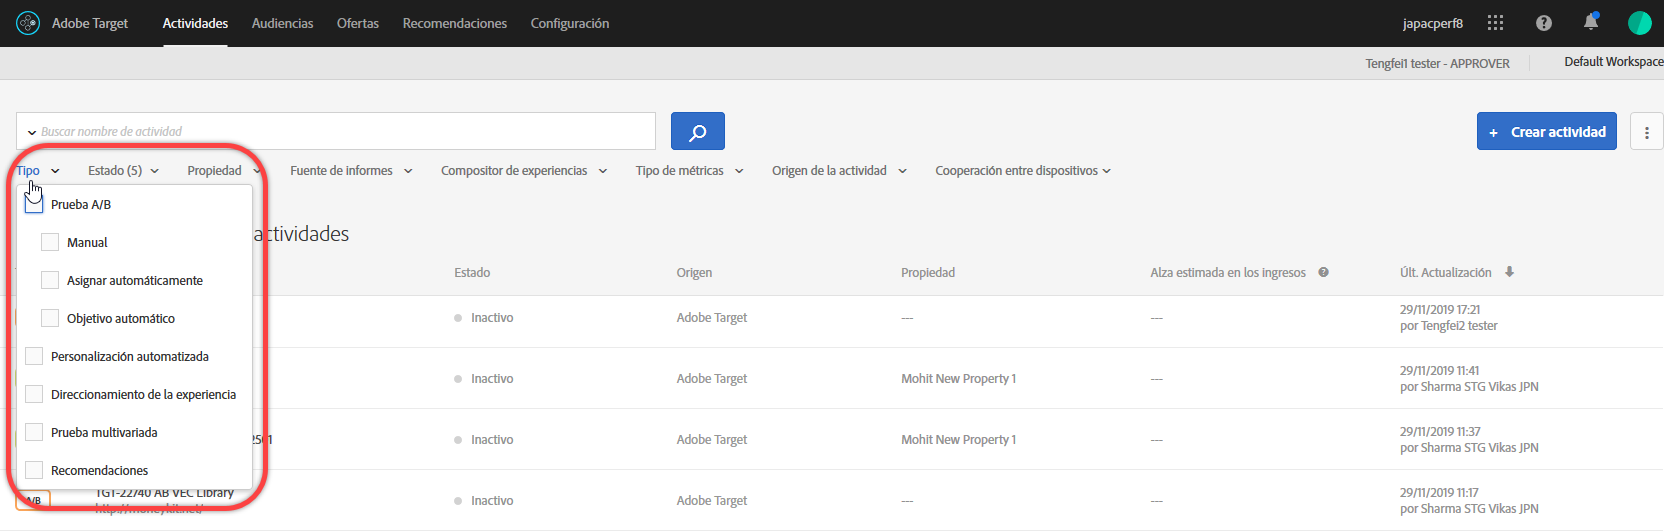 Adobe Target Actividades Audiencias Ofertas Recomendaciones Configuración japacperf8
Tengfei1 tester - APPROVER Default Workspace
Buscar nombre de actividad
+ Crear actividad
Tipo Estado (5) Propiedad Fuente de informes Compositor de experiencias Tipo de métricas Origen de la actividad Cooperación entre dispositivos
Prueba A/B
Manual
Asignar automáticamente
Objetivo automático
Personalización automatizada
Direccionamiento de la experiencia
Prueba multivariada
Recomendaciones
actividades
Estado Origen Propiedad Alza estimada en los ingresos Últ. Actualización
Inactivo Adobe Target --- --- 29/11/2019 17:21
por Tengfei2 tester
Inactivo Adobe Target Mohit New Property 1 --- 29/11/2019 11:41
por Sharma STG Vikas JPN
Inactivo Adobe Target Mohit New Property 1 --- 29/11/2019 11:37
por Sharma STG Vikas JPN
A/B TGT-22740 AB VEC Library Inactivo Adobe Target --- --- 29/11/2019 11:17
http://moneykit.net/ por Sharma STG Vikas JPN